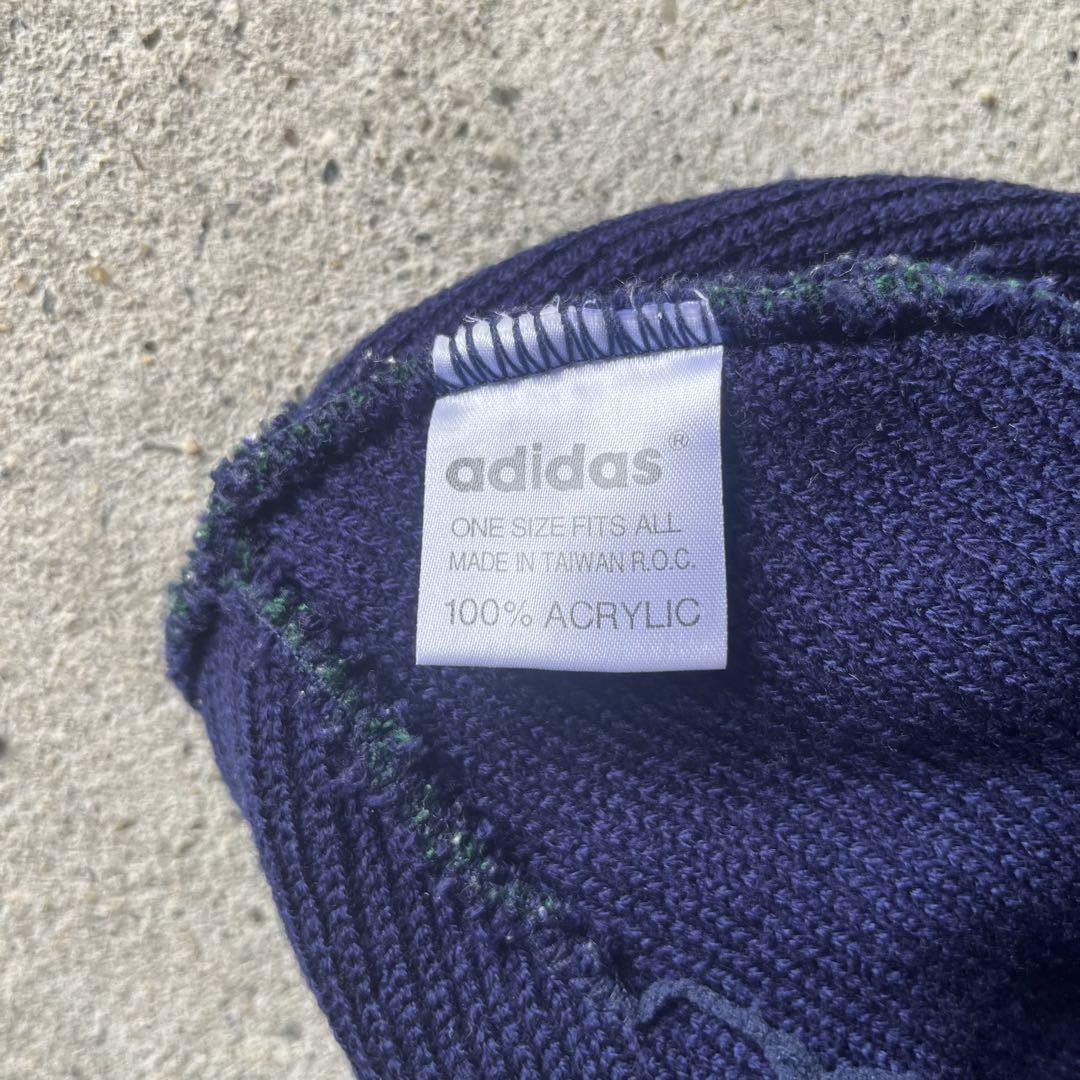 adidas®
ONE SIZE FITS ALL
MADE IN TAIWAN R.O.C.
100% ACRYLIC